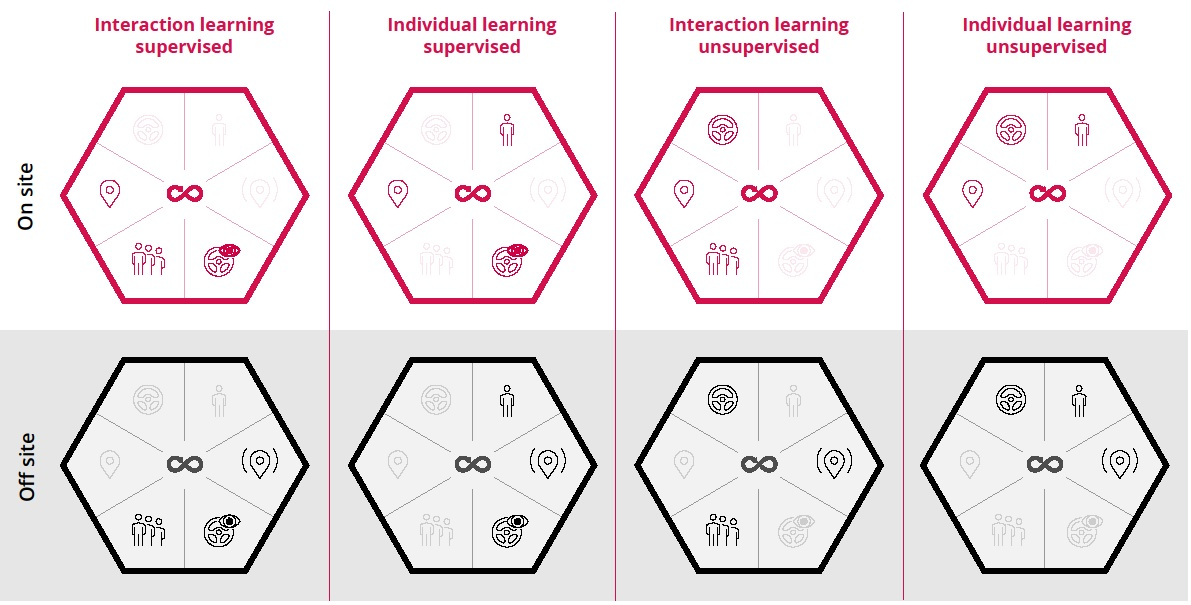 Interaction learning
supervised
Individual learning
supervised
Interaction learning
unsupervised
Individual learning
unsupervised
On site
Off site